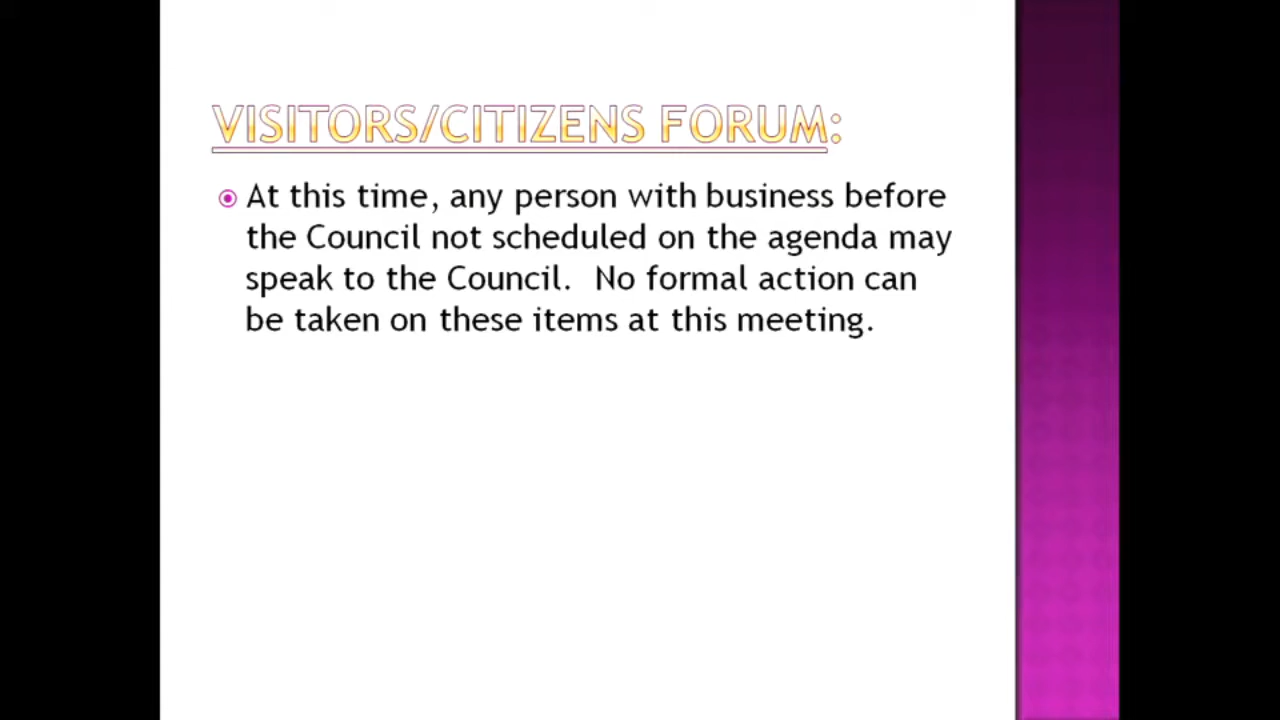 VISITORS/CITIZENS FORUM:
At this time, any person with business before
the Council not scheduled on the agenda may
speak to the Council.  No formal action can
be taken on these items at this meeting.